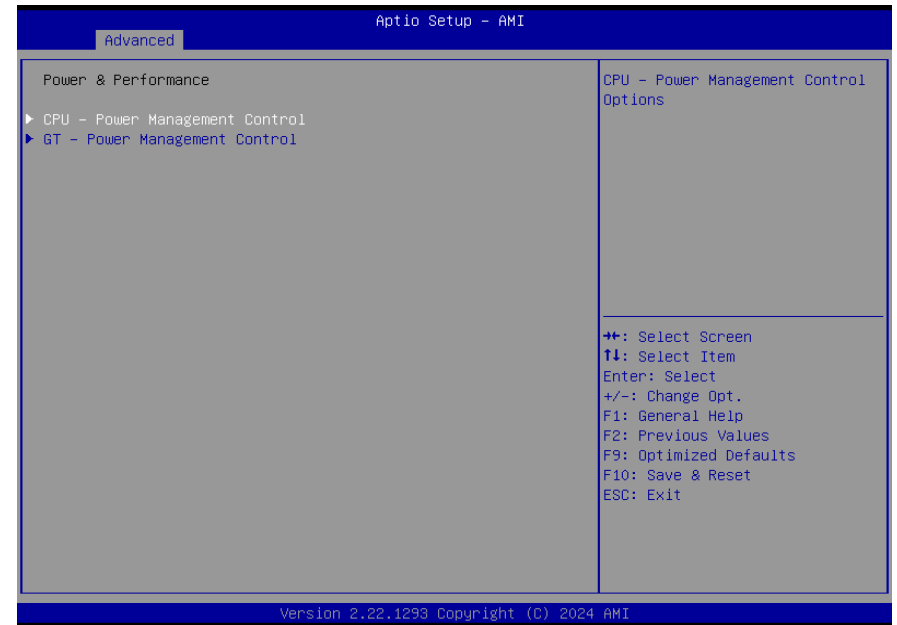 Aptio Setup – AMI
Advanced
Power & Performance
▶ CPU – Power Management Control
▶ GT – Power Management Control
CPU – Power Management Control
Options
→←: Select Screen
↑↓: Select Item
Enter: Select
+/-: Change Opt.
F1: General Help
F2: Previous Values
F9: Optimized Defaults
F10: Save & Reset
ESC: Exit
Version 2.22.1293 Copyright (C) 2024 AMI